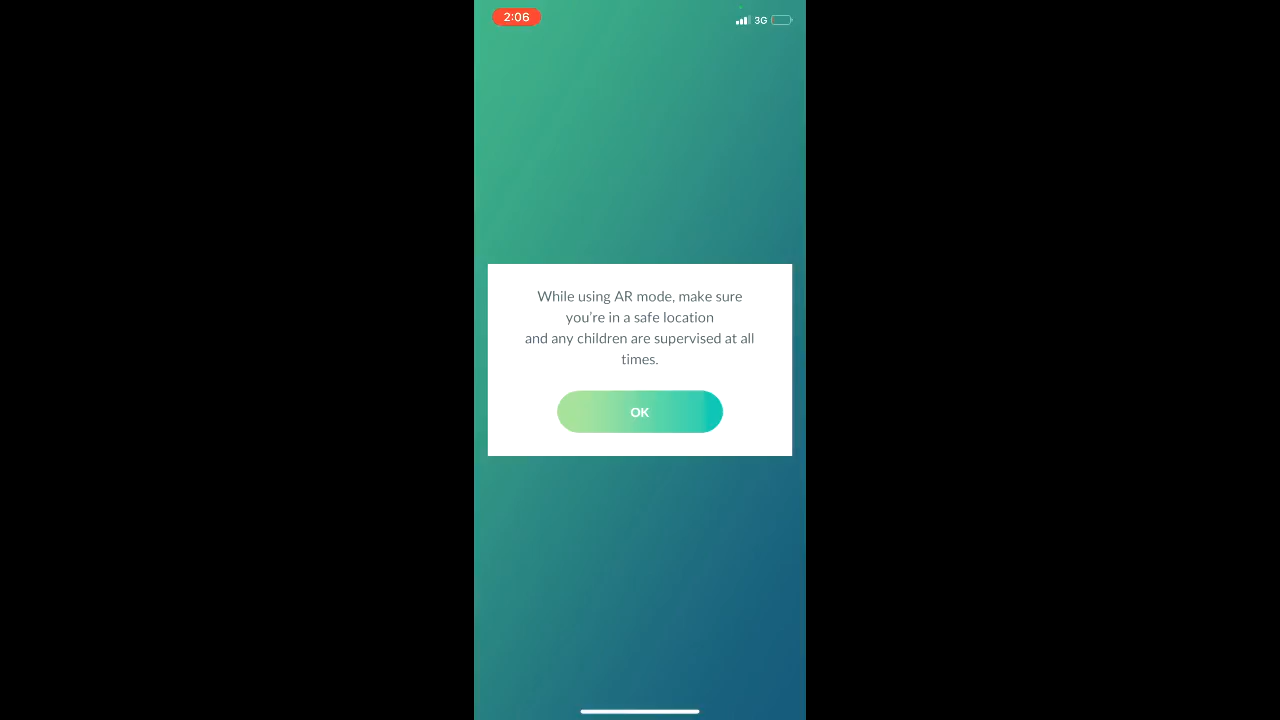 2:06
3G
While using AR mode, make sure
you're in a safe location
and any children are supervised at all
times.
OK